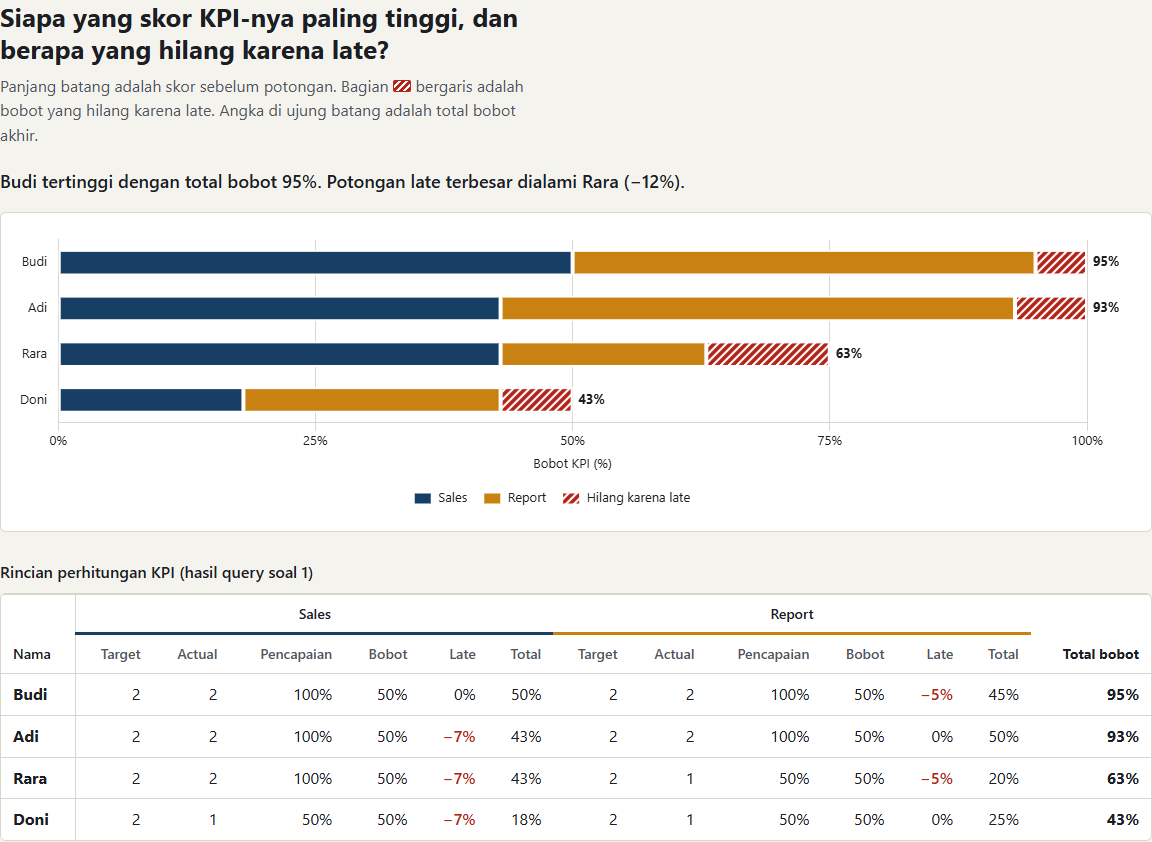 Siapa yang skor KPI-nya paling tinggi, dan
berapa yang hilang karena late?
Panjang batang adalah skor sebelum potongan. Bagian bergaris adalah
bobot yang hilang karena late. Angka di ujung batang adalah total bobot
akhir.
Budi tertinggi dengan total bobot 95%. Potongan late terbesar dialami Rara (−12%).
Budi 95%
Adi 93%
Rara 63%
Doni 43%
0% 25% 50% 75% 100%
Bobot KPI (%)
Sales Report Hilang karena late
Rincian perhitungan KPI (hasil query soal 1)
Sales Report
Nama Target Actual Pencapaian Bobot Late Total Target Actual Pencapaian Bobot Late Total Total bobot
Budi 2 2 100% 50% 0% 50% 2 2 100% 50% −5% 45% 95%
Adi 2 2 100% 50% −7% 43% 2 2 100% 50% 0% 50% 93%
Rara 2 2 100% 50% −7% 43% 2 1 50% 50% −5% 20% 63%
Doni 2 1 50% 50% −7% 18% 2 1 50% 50% 0% 25% 43%